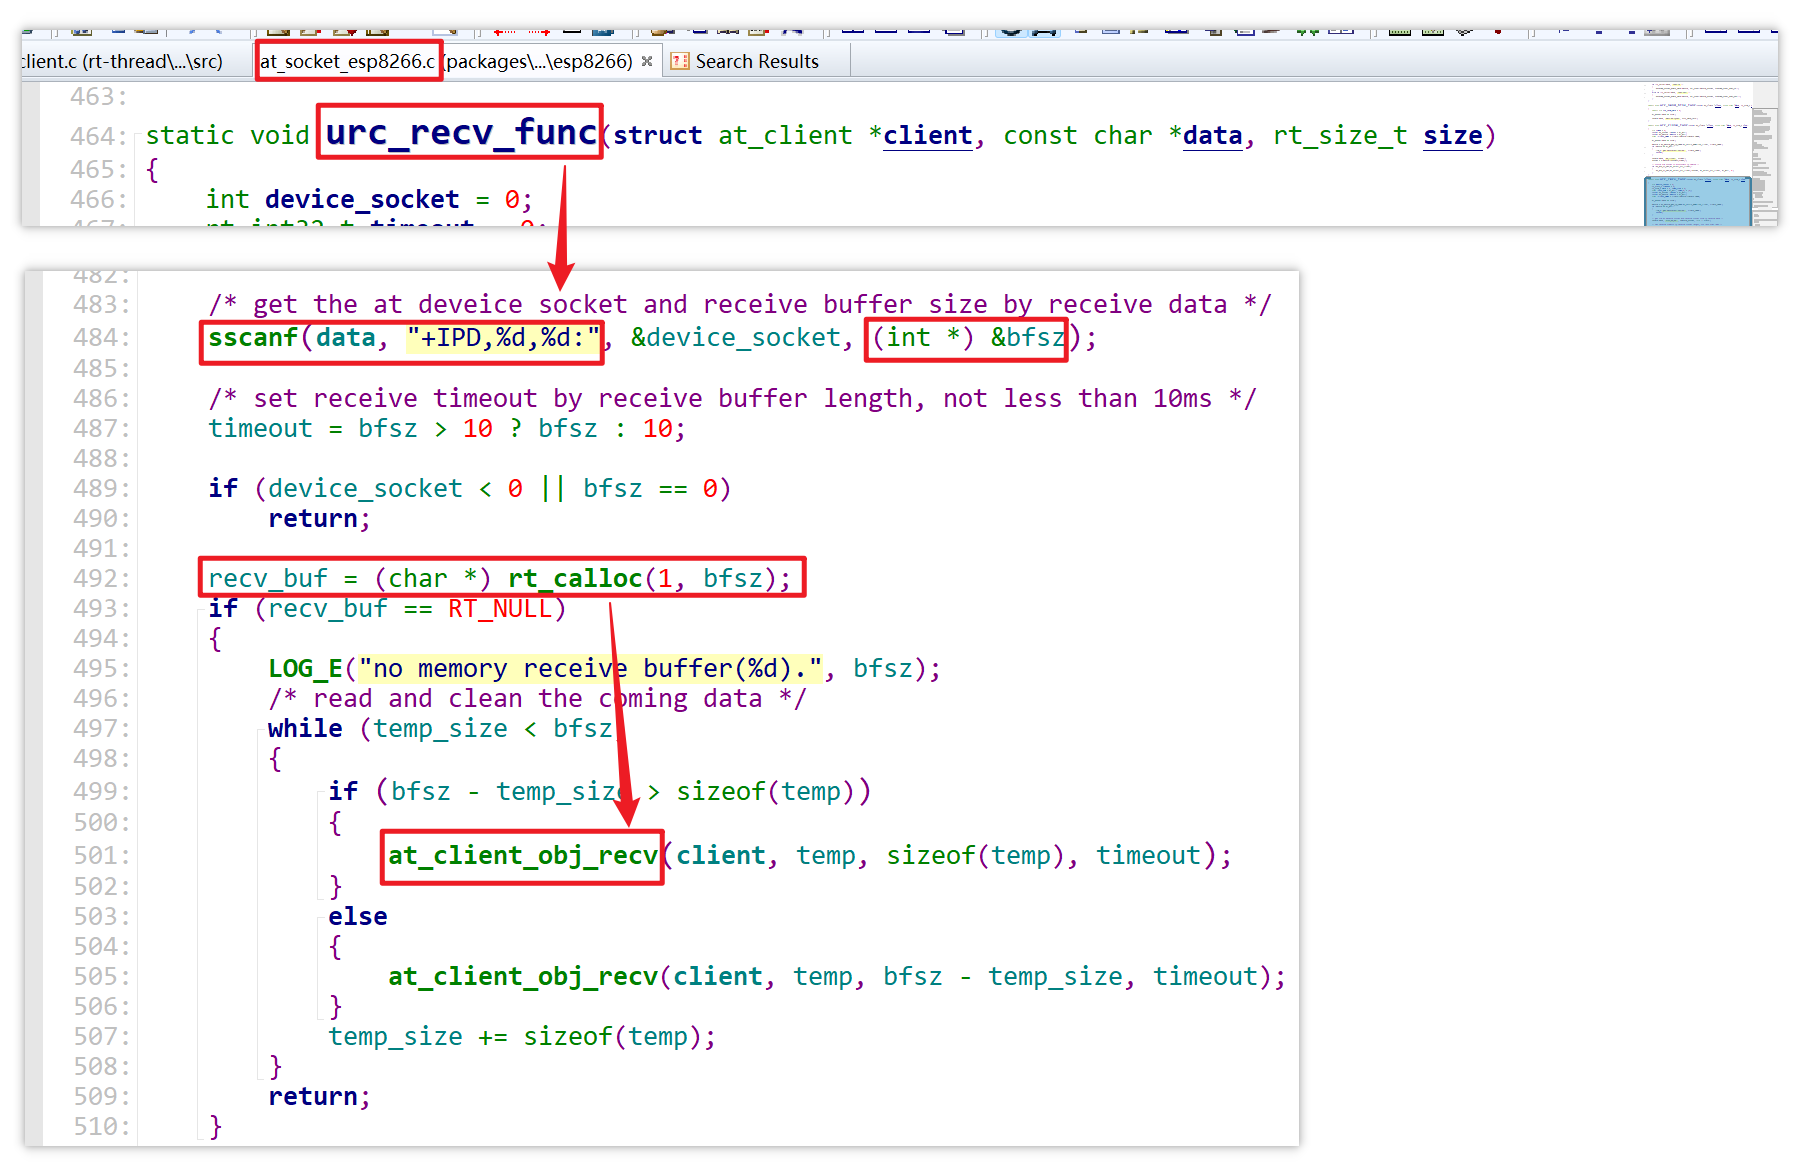 client.c (rt-thread\...\src) at_socket_esp8266.c (packages\...\esp8266) Search Results
463:
464: static void urc_recv_func(struct at_client *client, const char *data, rt_size_t size)
465: {
466: int device_socket = 0;
467: rt_int32_t timeout = 0;
482:
483: /* get the at deveice socket and receive buffer size by receive data */
484: sscanf(data, "+IPD,%d,%d:", &device_socket, (int *) &bfsz);
485:
486: /* set receive timeout by receive buffer length, not less than 10ms */
487: timeout = bfsz > 10 ? bfsz : 10;
488:
489: if (device_socket < 0 || bfsz == 0)
490: return;
491:
492: recv_buf = (char *) rt_calloc(1, bfsz);
493: if (recv_buf == RT_NULL)
494: {
495: LOG_E("no memory receive buffer(%d).", bfsz);
496: /* read and clean the coming data */
497: while (temp_size < bfsz
498: {
499: if (bfsz - temp_size > sizeof(temp))
500: {
501: at_client_obj_recv(client, temp, sizeof(temp), timeout);
502: }
503: else
504: {
505: at_client_obj_recv(client, temp, bfsz - temp_size, timeout);
506: }
507: temp_size += sizeof(temp);
508: }
509: return;
510: }